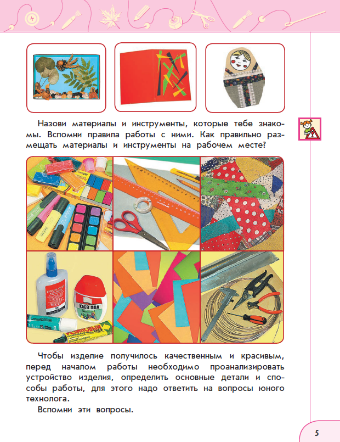 Назови материалы и инструменты, которые тебе знако-
мы. Вспомни правила работы с ними. Как правильно раз-
мещать материалы и инструменты на рабочем месте?
Чтобы изделие получилось качественным и красивым,
перед началом работы необходимо проанализировать
устройство изделия, определить основные детали и спо-
собы работы, для этого надо ответить на вопросы юного
технолога.
Вспомни эти вопросы.
5